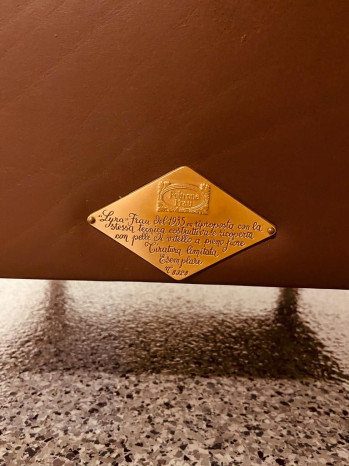 Poltrona
Frau
"Lyra" Frau del 1935 riproposta con la
stessa tecnica costruttiva e ricoperta
con pelle di vitello a pieno fiore
Tiratura limitata
Esemplare